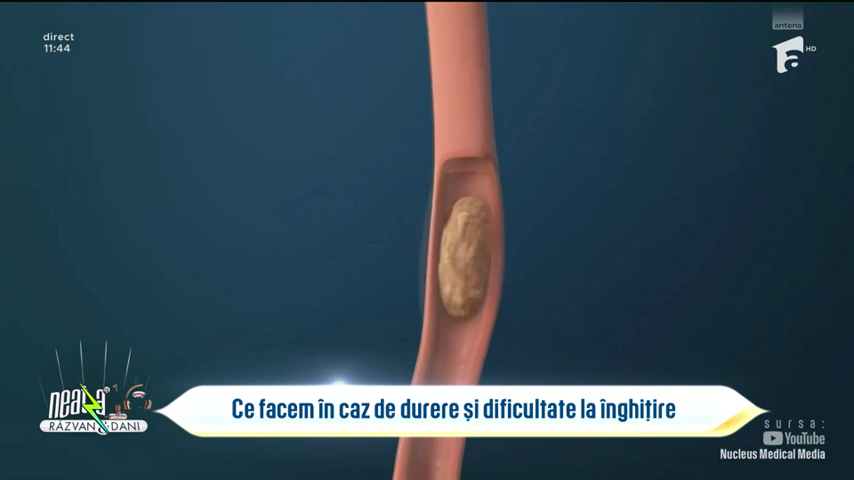 direct
11:44
antena
a HD
neatza
RĂZVAN & DANI
Ce facem în caz de durere și dificultate la înghițire
sursa:
YouTube
Nucleus Medical Media